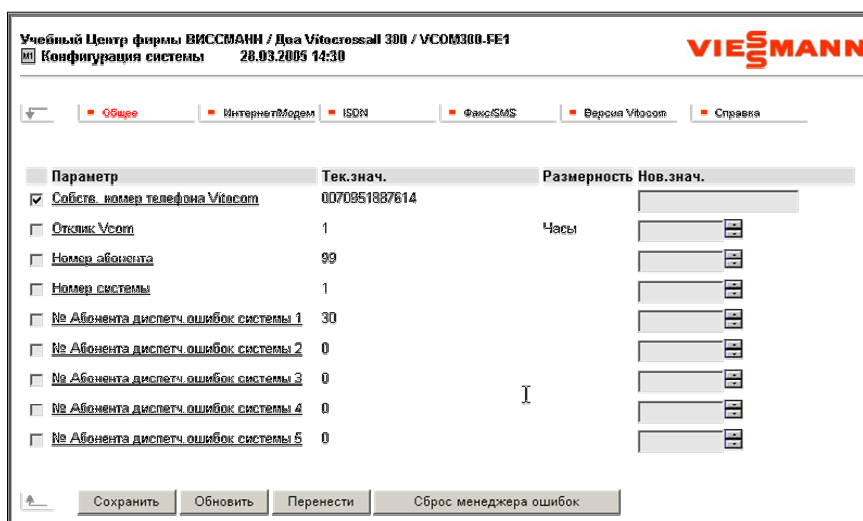 Учебный Центр фирмы ВИССМАНН / Два Vitocrossall 300 / VCOM300-FE1
VIESSMANN
M1 Конфигурация системы 28.03.2005 14:30
Общее ИнтернетМодем ISDN Факс/SMS Версия Vitocom Справка
Параметр Тек.знач. Размерность Нов.знач.
Собств. номер телефона Vitocom 0070951887614
Отклик Vcom 1 Часы
Номер абонента 99
Номер системы 1
№ Абонента диспетч.ошибок системы 1 30
№ Абонента диспетч.ошибок системы 2 0
№ Абонента диспетч.ошибок системы 3 0
№ Абонента диспетч.ошибок системы 4 0
№ Абонента диспетч.ошибок системы 5 0
Сохранить Обновить Перенести Сброс менеджера ошибок